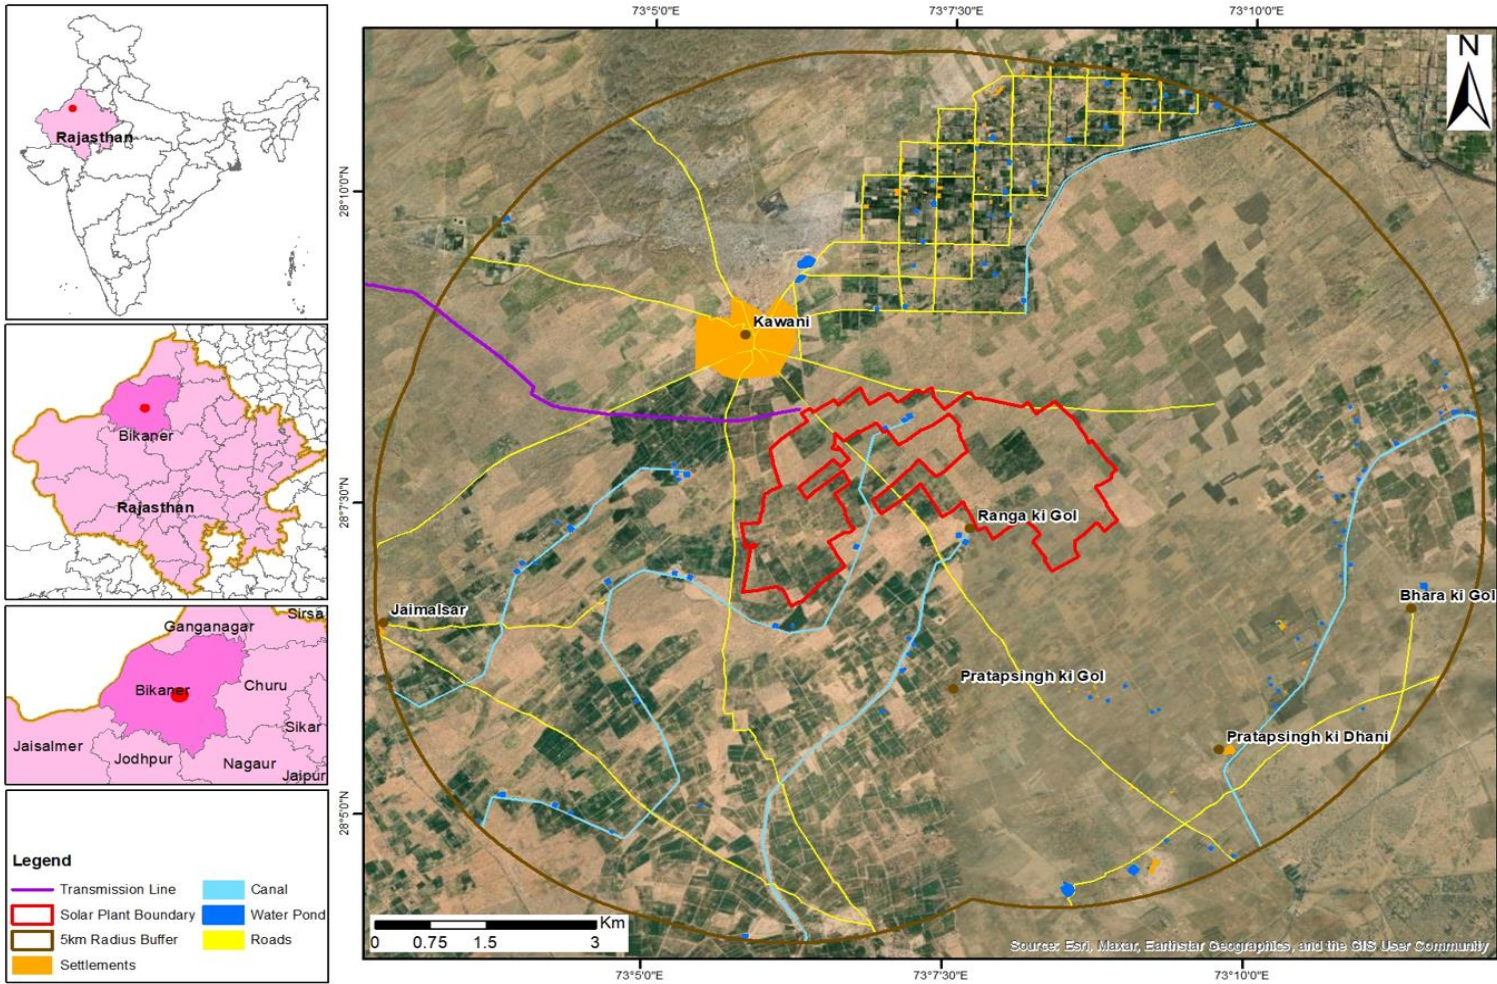 Rajasthan
Bikaner
Rajasthan
Sirsa
Ganganagar
Bikaner
Churu
Sikar
Jaisalmer
Jodhpur
Nagaur
Jaipur
Legend
Transmission Line
Solar Plant Boundary
5km Radius Buffer
Settlements
Canal
Water Pond
Roads
73°5'0"E
73°7'30"E
73°10'0"E
N
28°10'0"N
28°7'30"N
28°5'0"N
Kawani
Ranga ki Gol
Jaimalsar
Bhara ki Gol
Pratapsingh ki Gol
Pratapsingh ki Dhani
Km
0 0.75 1.5 3
Source: Esri, Maxar, Earthstar Geographics, and the GIS User Community
73°5'0"E
73°7'30"E
73°10'0"E